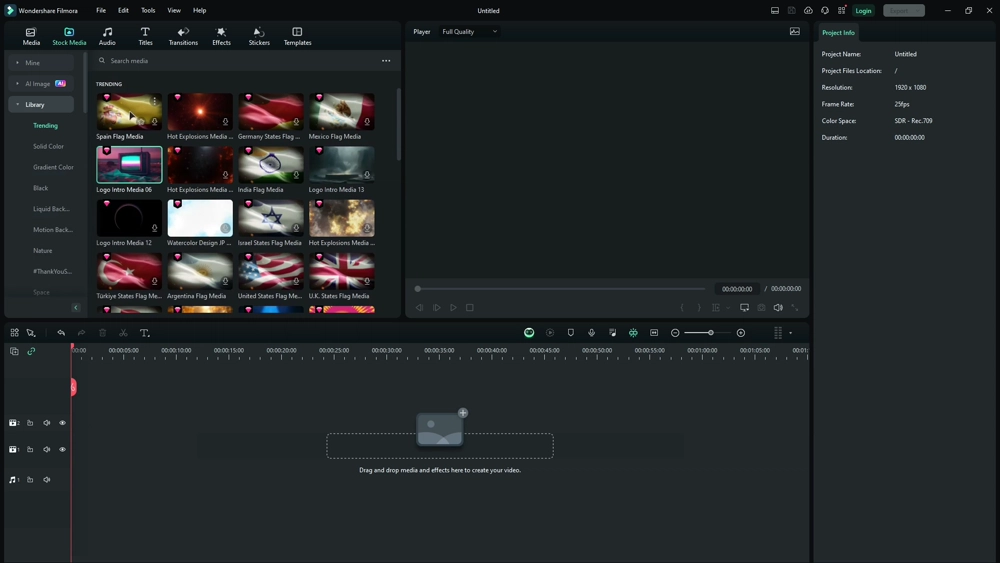 Wondershare Filmora
File
Edit
Tools
View
Help
Untitled
Login
Export
Media
Stock Media
Audio
Titles
Transitions
Effects
Stickers
Templates
Mine
AI Image
AI
Library
Trending
Solid Color
Gradient Color
Black
Liquid Back...
Motion Back...
Nature
#ThankYouS...
Space
Search media
TRENDING
Spain Flag Media
Hot Explosions Media ...
Germany States Flag ...
Mexico Flag Media
Logo Intro Media 06
Hot Explosions Media ...
India Flag Media
Logo Intro Media 13
Logo Intro Media 12
Watercolor Design JP ...
Israel States Flag Media
Hot Explosions Media ...
Türkiye States Flag Me...
Argentina Flag Media
United States Flag Me...
U.K. States Flag Media
Player
Full Quality
00:00:00:00
/ 00:00:00:00
Project Info
Project Name:
Untitled
Project Files Location:
/
Resolution:
1920 x 1080
Frame Rate:
25fps
Color Space:
SDR - Rec.709
Duration:
00:00:00:00
:00:00
00:00:05:00
00:00:10:00
00:00:15:00
00:00:20:00
00:00:25:00
00:00:30:00
00:00:35:00
00:00:40:00
00:00:45:00
00:00:50:00
00:00:55:00
00:01:00:00
00:01:05:00
2
1
1
Drag and drop media and effects here to create your video.